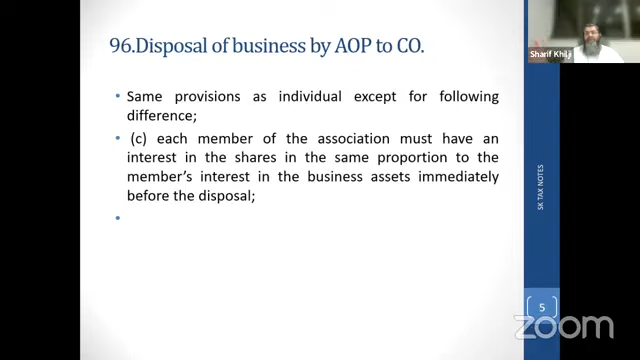 96.Disposal of business by AOP to CO.
Sharif Khilji
• Same provisions as individual except for following
difference;
• (c) each member of the association must have an
interest in the shares in the same proportion to the
member's interest in the business assets immediately
before the disposal;
•
SK TAX NOTES
5
zoom